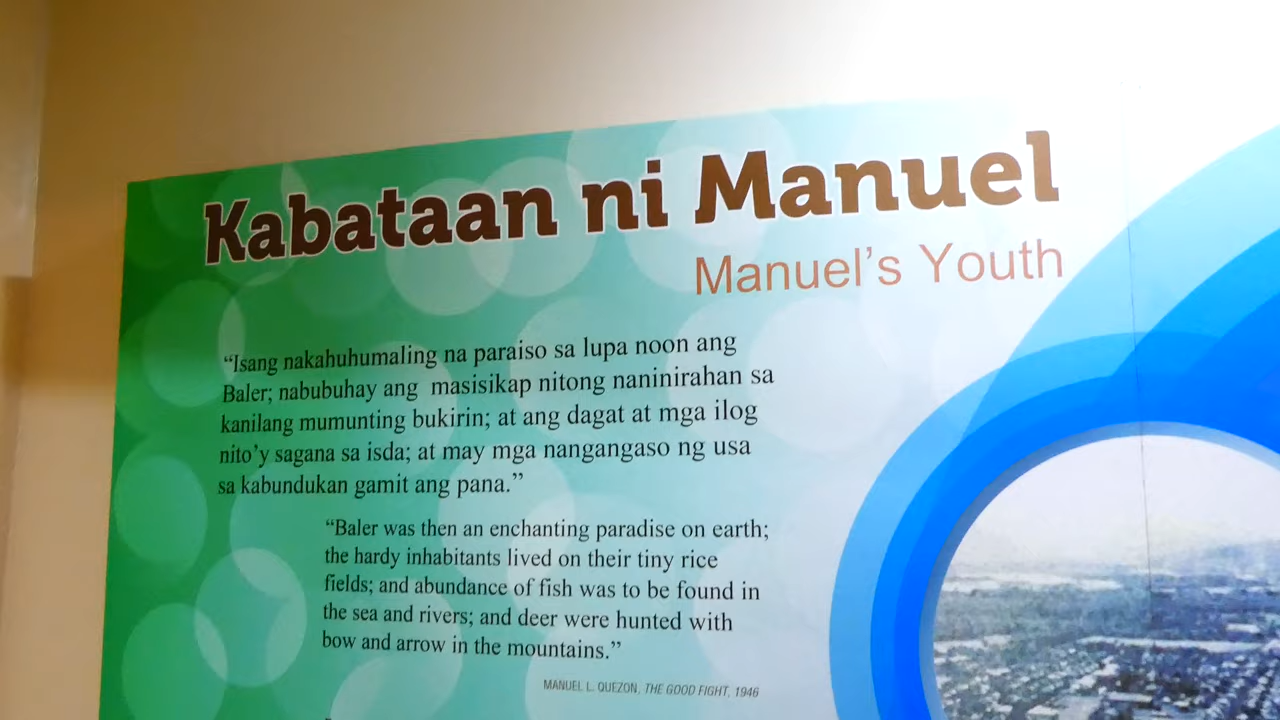 Kabataan ni Manuel
Manuel's Youth
“Isang nakahuhumaling na paraiso sa lupa noon ang
Baler; nabubuhay ang masisikap nitong naninirahan sa
kanilang mumunting bukirin; at ang dagat at mga ilog
nito’y sagana sa isda; at may mga nangangaso ng usa
sa kabundukan gamit ang pana.”
“Baler was then an enchanting paradise on earth;
the hardy inhabitants lived on their tiny rice
fields; and abundance of fish was to be found in
the sea and rivers; and deer were hunted with
bow and arrow in the mountains.”
MANUEL L. QUEZON, THE GOOD FIGHT, 1946